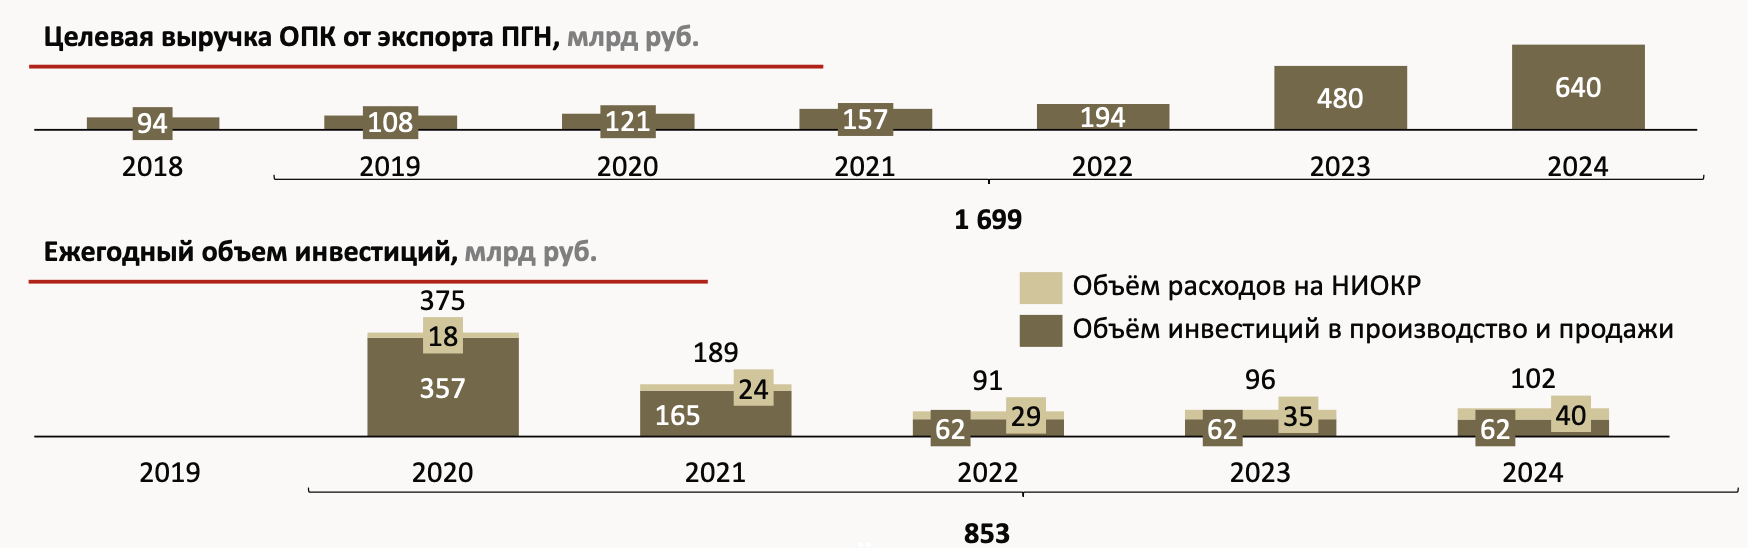 Целевая выручка ОПК от экспорта ПГН, млрд руб.
94 108 121 157 194 480 640
2018 2019 2020 2021 2022 2023 2024
1 699
Ежегодный объем инвестиций, млрд руб.
Объём расходов на НИОКР
Объём инвестиций в производство и продажи
375 189 91 96 102
18 24 29 35 40
357 165 62 62 62
2019 2020 2021 2022 2023 2024
853